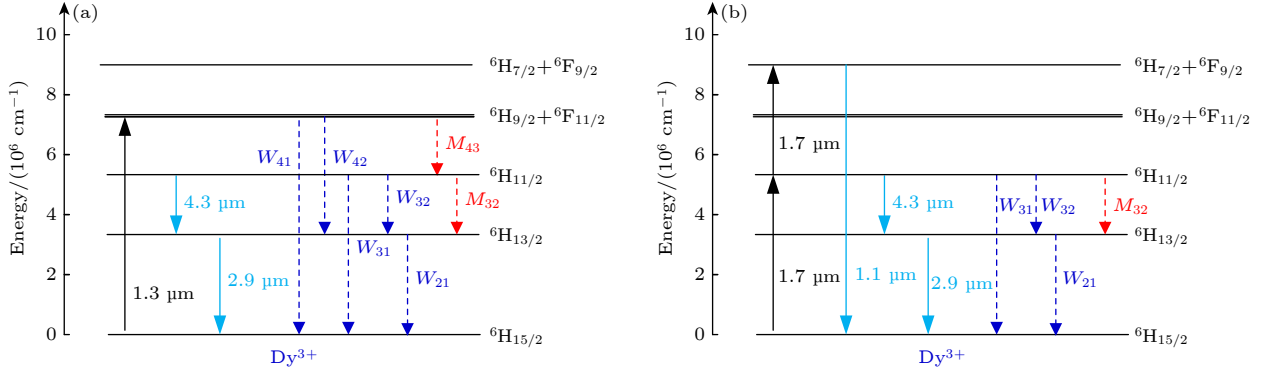 (a)
Energy/(10⁶ cm⁻¹)
10
8
6
4
2
0
⁶H₇/₂+⁶F₉/₂
⁶H₉/₂+⁶F₁₁/₂
⁶H₁₁/₂
⁶H₁₃/₂
⁶H₁₅/₂
W₄₁
W₄₂
M₄₃
4.3 µm
W₃₂
M₃₂
W₃₁
2.9 µm
W₂₁
1.3 µm
Dy³⁺
(b)
Energy/(10⁶ cm⁻¹)
10
8
6
4
2
0
⁶H₇/₂+⁶F₉/₂
⁶H₉/₂+⁶F₁₁/₂
⁶H₁₁/₂
⁶H₁₃/₂
⁶H₁₅/₂
1.7 µm
4.3 µm
W₃₁
W₃₂
M₃₂
1.7 µm
1.1 µm
2.9 µm
W₂₁
Dy³⁺